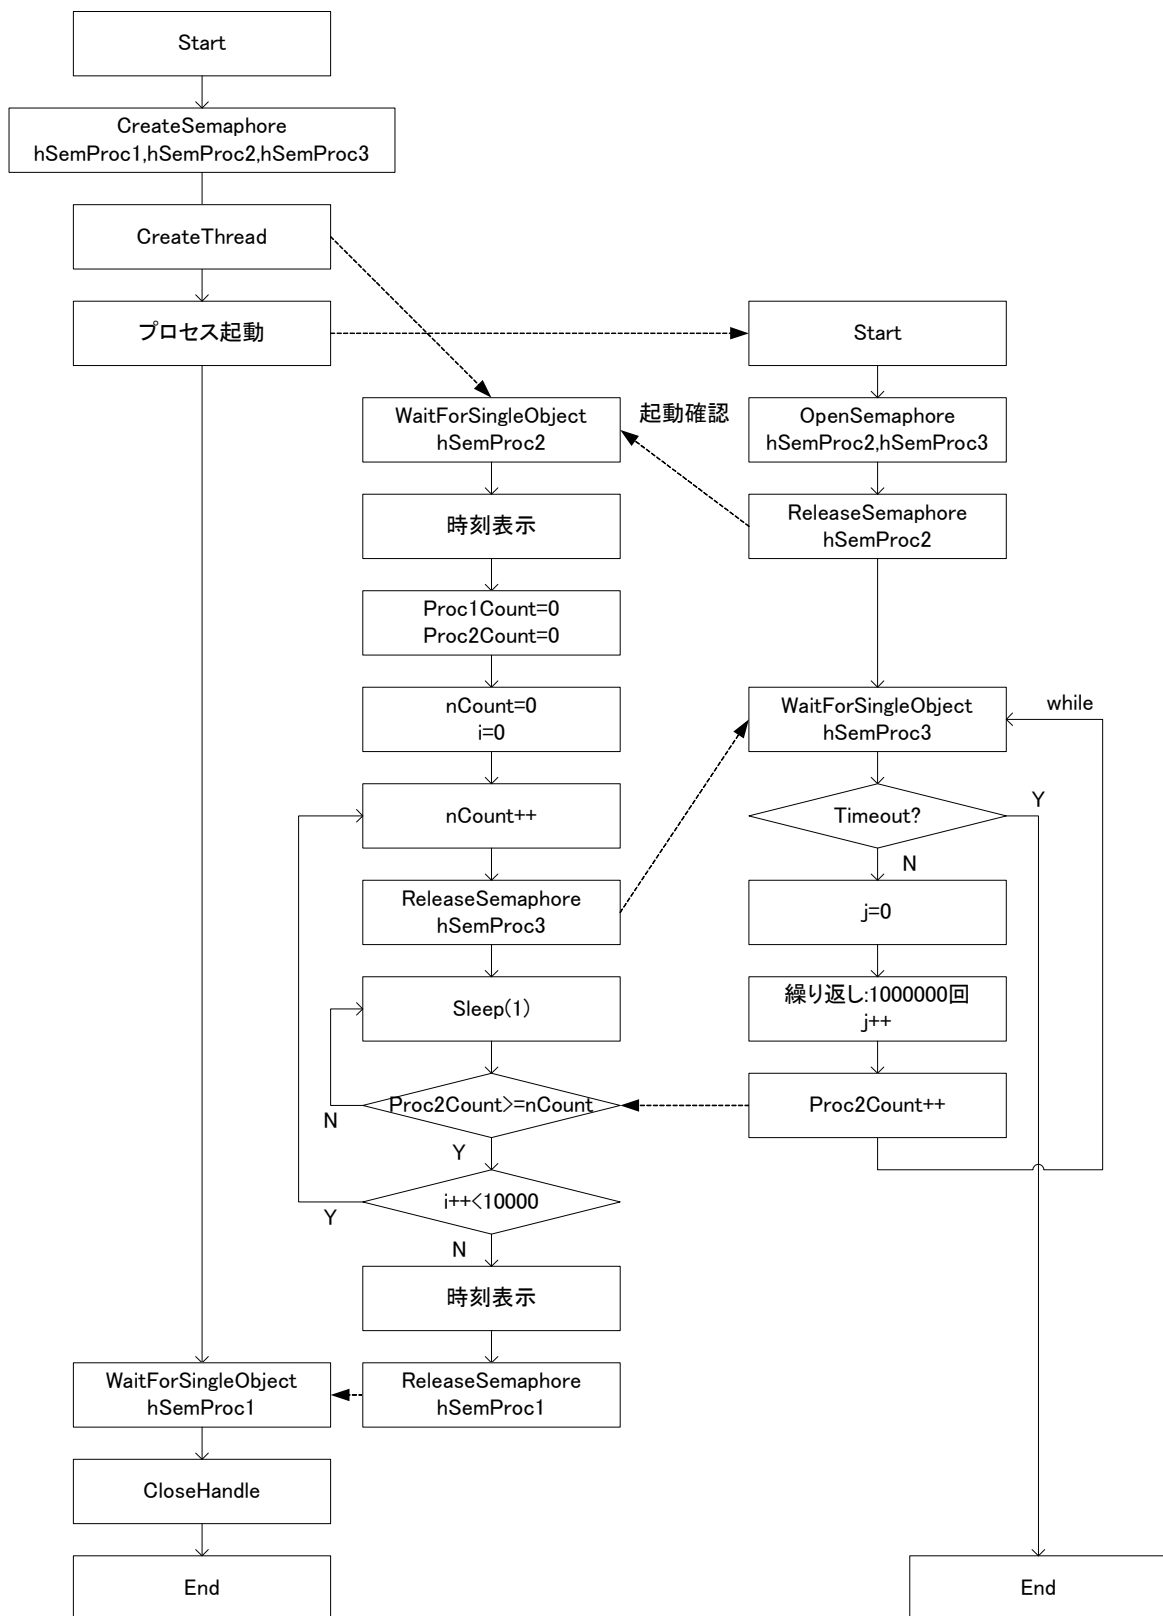 Start
CreateSemaphore
hSemProc1,hSemProc2,hSemProc3
CreateThread
プロセス起動
Start
WaitForSingleObject
hSemProc2
起動確認
OpenSemaphore
hSemProc2,hSemProc3
時刻表示
ReleaseSemaphore
hSemProc2
Proc1Count=0
Proc2Count=0
nCount=0
i=0
WaitForSingleObject
hSemProc3
while
nCount++
Timeout?
Y
N
ReleaseSemaphore
hSemProc3
j=0
Sleep(1)
繰り返し:1000000回
j++
Proc2Count>=nCount
N
Y
Proc2Count++
i++<10000
Y
N
時刻表示
WaitForSingleObject
hSemProc1
ReleaseSemaphore
hSemProc1
CloseHandle
End
End